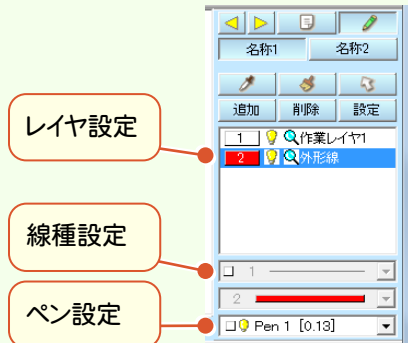 名称1 名称2
追加 削除 設定
レイヤ設定
1 作業レイヤ1
2 外形線
線種設定
1
2
ペン設定
Pen 1 [0.13]